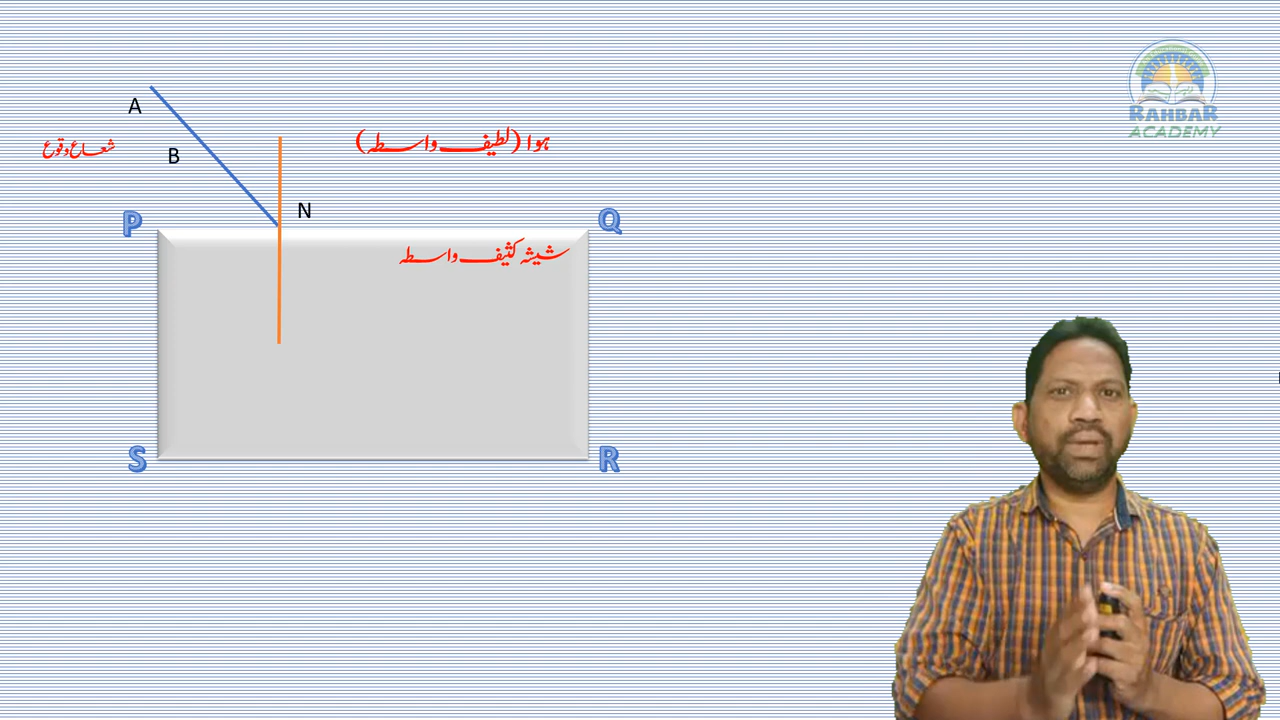 A
شعاع وقوع
B
ہوا (لطیف واسطہ)
N
P
Q
شیشہ کثیف واسطہ
S
R
RAHBAR
ACADEMY